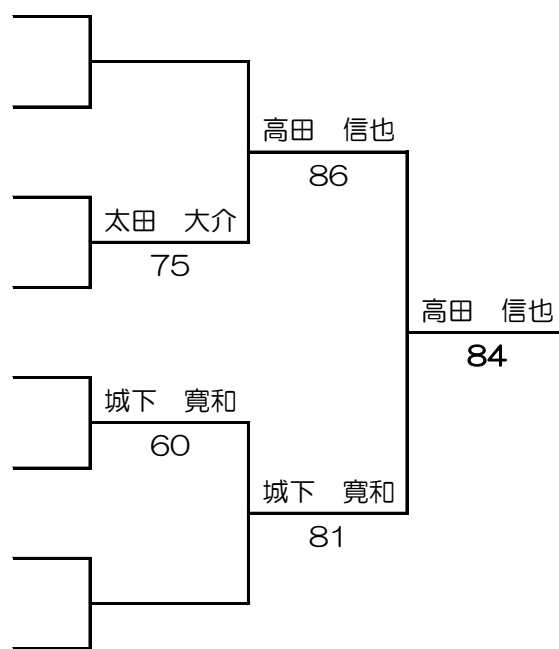 高田　信也
86
太田　大介
75
高田　信也
84
城下　寛和
60
城下　寛和
81